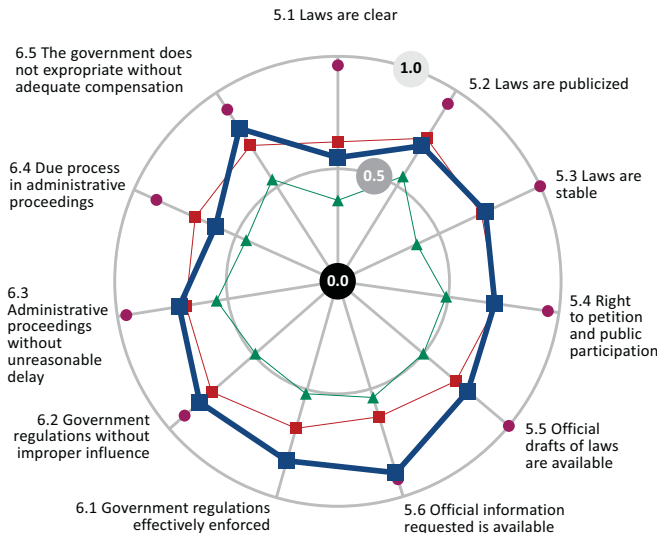 5.1 Laws are clear
1.0
5.2 Laws are publicized
5.3 Laws are
stable
5.4 Right
to petition
and public
participation
5.5 Official
drafts of laws
are available
5.6 Official information
requested is available
6.1 Government regulations
effectively enforced
6.2 Government
regulations without
improper influence
6.3
Administrative
proceedings
without
unreasonable
delay
6.4 Due process
in administrative
proceedings
6.5 The government does
not expropriate without
adequate compensation
0.5
0.0